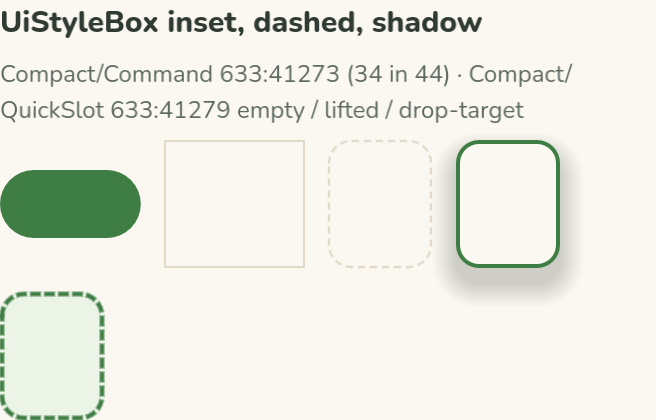 UiStyleBox inset, dashed, shadow
Compact/Command 633:41273 (34 in 44) · Compact/
QuickSlot 633:41279 empty / lifted / drop-target